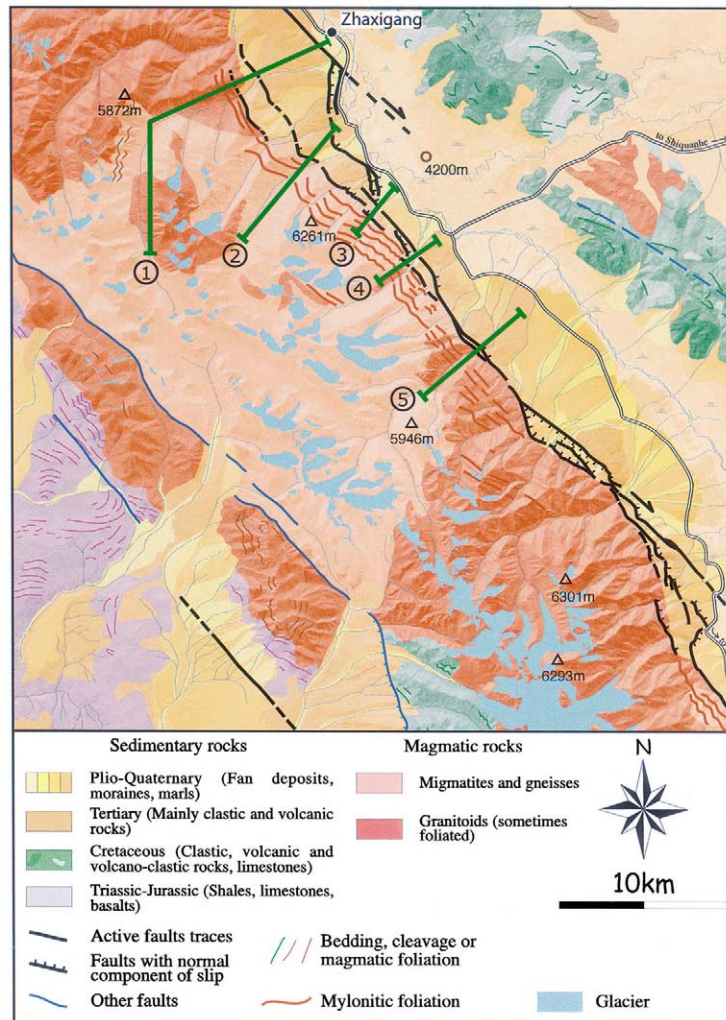 Zhaxigang
5872m
to Shiquanhe
4200m
6261m
①
②
③
④
⑤
5946m
6301m
6293m
Sedimentary rocks
Plio-Quaternary (Fan deposits,
moraines, marls)
Tertiary (Mainly clastic and volcanic
rocks)
Cretaceous (Clastic, volcanic and
volcano-clastic rocks, limestones)
Triassic-Jurassic (Shales, limestones,
basalts)
Active faults traces
Faults with normal
component of slip
Other faults
Magmatic rocks
Migmatites and gneisses
Granitoids (sometimes
foliated)
Bedding, cleavage or
magmatic foliation
Mylonitic foliation
N
10km
Glacier